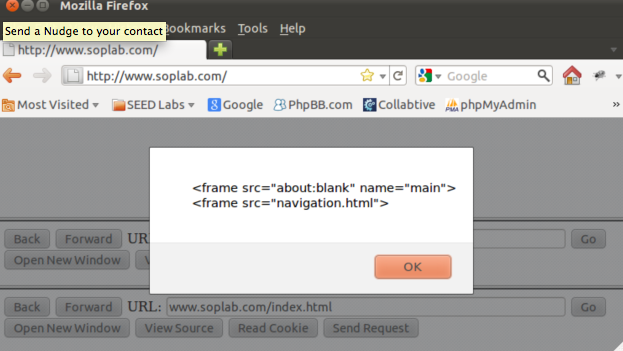 Mozilla Firefox
Send a Nudge to your contact
Bookmarks Tools Help
http://www.soplab.com/
http://www.soplab.com/ Google
Most Visited SEED Labs Google PhpBB.com Collabtive phpMyAdmin »
<frame src="about:blank" name="main">
<frame src="navigation.html">
OK
Back Forward Go
Open New Window
Back Forward URL: www.soplab.com/index.html Go
Open New Window View Source Read Cookie Send Request